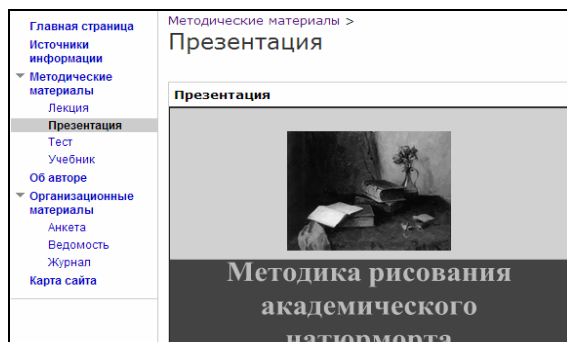 Главная страница
Источники
информации
Методические
материалы
Лекция
Презентация
Тест
Учебник
Об авторе
Организационные
материалы
Анкета
Ведомость
Журнал
Карта сайта
Методические материалы >
Презентация
Презентация
Методика рисования
академического
натюрморта